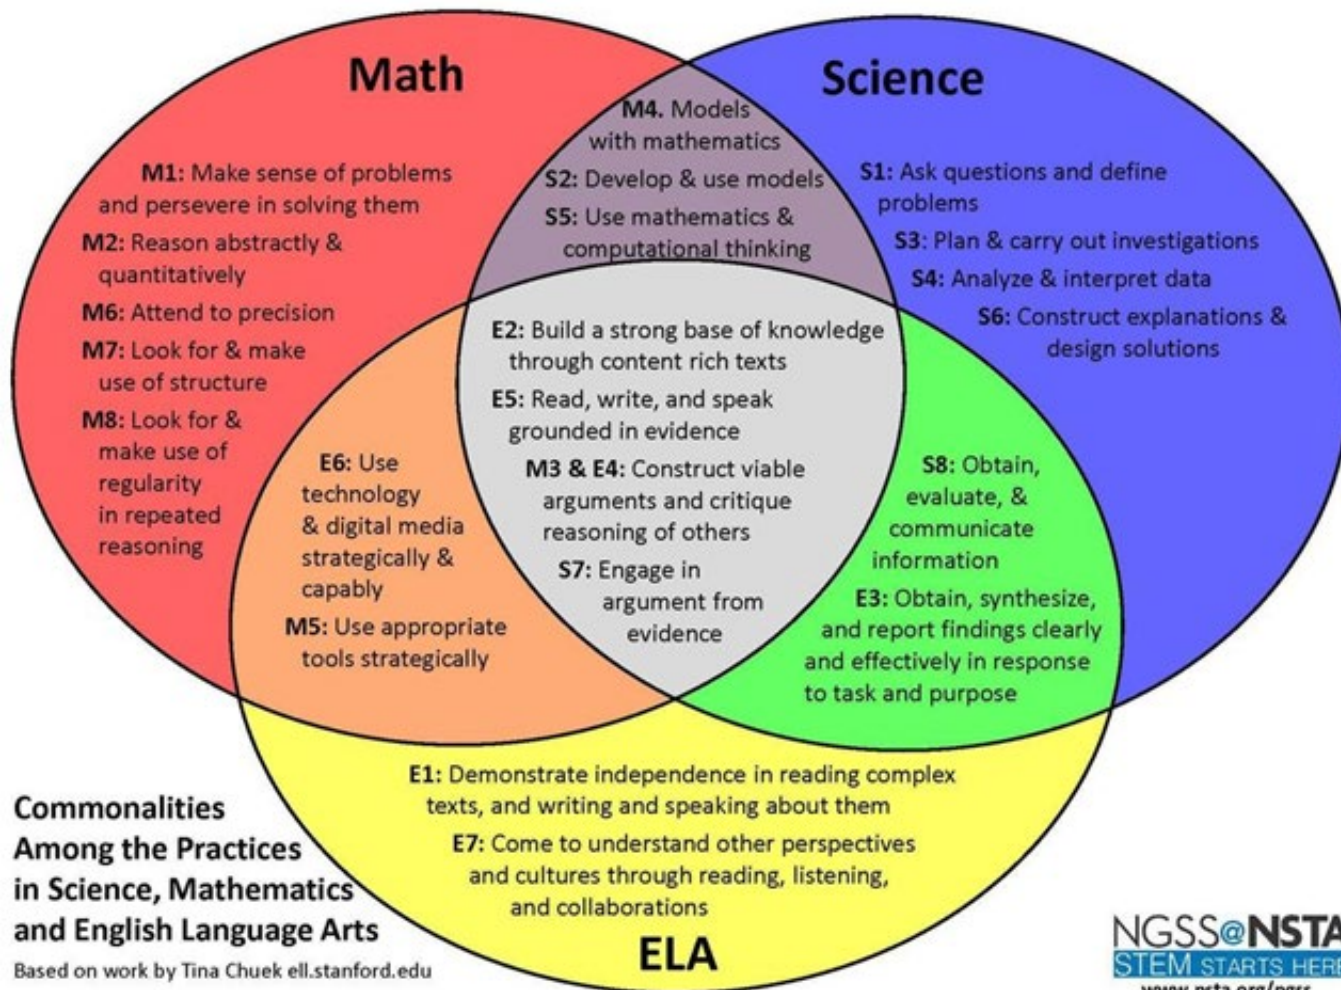 Math
Science
M4. Models
with mathematics
S2: Develop & use models
S5: Use mathematics &
computational thinking
M1: Make sense of problems
and persevere in solving them
M2: Reason abstractly &
quantitatively
M6: Attend to precision
M7: Look for & make
use of structure
M8: Look for &
make use of
regularity
in repeated
reasoning
S1: Ask questions and define
problems
S3: Plan & carry out investigations
S4: Analyze & interpret data
S6: Construct explanations &
design solutions
E2: Build a strong base of knowledge
through content rich texts
E5: Read, write, and speak
grounded in evidence
M3 & E4: Construct viable
arguments and critique
reasoning of others
S7: Engage in
argument from
evidence
E6: Use
technology
& digital media
strategically &
capably
M5: Use appropriate
tools strategically
S8: Obtain,
evaluate, &
communicate
information
E3: Obtain, synthesize,
and report findings clearly
and effectively in response
to task and purpose
E1: Demonstrate independence in reading complex
texts, and writing and speaking about them
E7: Come to understand other perspectives
and cultures through reading, listening,
and collaborations
ELA
Commonalities
Among the Practices
in Science, Mathematics
and English Language Arts
Based on work by Tina Chuek ell.stanford.edu
NGSS@NSTA
STEM STARTS HERE
www.nsta.org/ngss